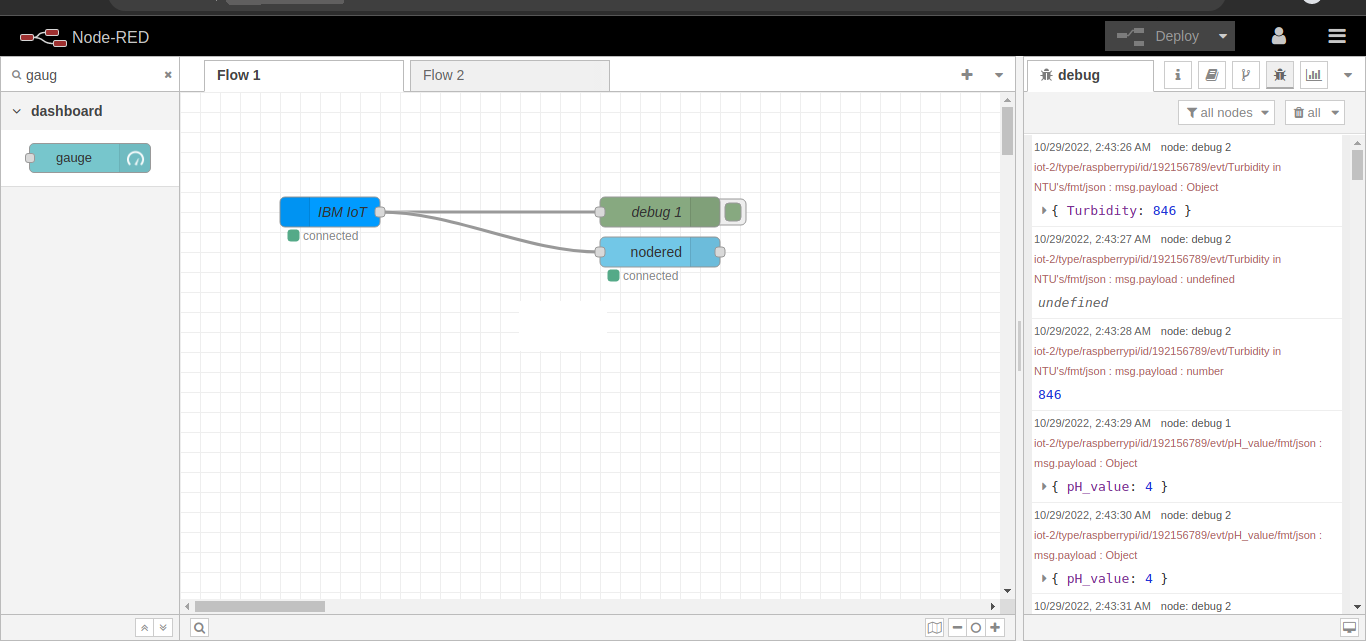 Node-RED
Deploy
gaug
Flow 1
Flow 2
debug
dashboard
all nodes
all
gauge
IBM IoT
connected
debug 1
nodered
connected
10/29/2022, 2:43:26 AM node: debug 2
iot-2/type/raspberrypi/id/192156789/evt/Turbidity in
NTU's/fmt/json : msg.payload : Object
{ Turbidity: 846 }
10/29/2022, 2:43:27 AM node: debug 2
iot-2/type/raspberrypi/id/192156789/evt/Turbidity in
NTU's/fmt/json : msg.payload : undefined
undefined
10/29/2022, 2:43:28 AM node: debug 2
iot-2/type/raspberrypi/id/192156789/evt/Turbidity in
NTU's/fmt/json : msg.payload : number
846
10/29/2022, 2:43:29 AM node: debug 1
iot-2/type/raspberrypi/id/192156789/evt/pH_value/fmt/json :
msg.payload : Object
{ pH_value: 4 }
10/29/2022, 2:43:30 AM node: debug 2
iot-2/type/raspberrypi/id/192156789/evt/pH_value/fmt/json :
msg.payload : Object
{ pH_value: 4 }
10/29/2022, 2:43:31 AM node: debug 2